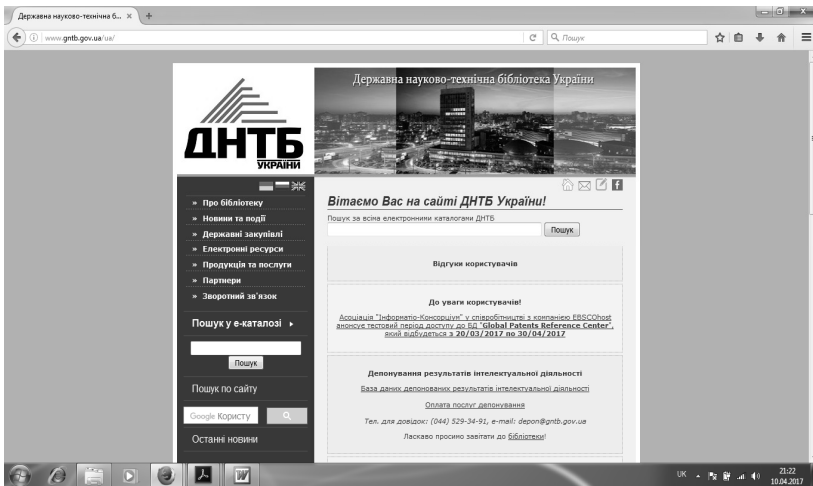 Державна науково-технічна б...
www.gntb.gov.ua/ua/
Поиук
ДНТБ
УКРАЇНИ
Державна науково-технічна бібліотека України
» Про бібліотеку
» Новини та події
» Державні закупівлі
» Електронні ресурси
» Продукція та послуги
» Партнери
» Зворотний зв'язок
Пошук у е-каталозі
Пошук
Пошук по сайту
Google Користу
Останні новини
Вітаємо Вас на сайті ДНТБ України!
Пошук за всіма електронними каталогами ДНТБ
Пошук
Відгуки користувачів
До уваги користувачів!
Асоціація "Інформатіо-Консорціум" у співробітництві з компанією EBSCOhost
анонсує тестовий період доступу до БД "Global Patents Reference Center",
який відбудеться з 20/03/2017 по 30/04/2017
Депонування результатів інтелектуальної діяльності
База даних депонованих результатів інтелектуальної діяльності
Оплата послуг депонування
Тел. для довідок: (044) 529-34-91, e-mail: depon@gntb.gov.ua
Ласкаво просимо завітати до бібліотеки!
UK
21:22
10.04.2017